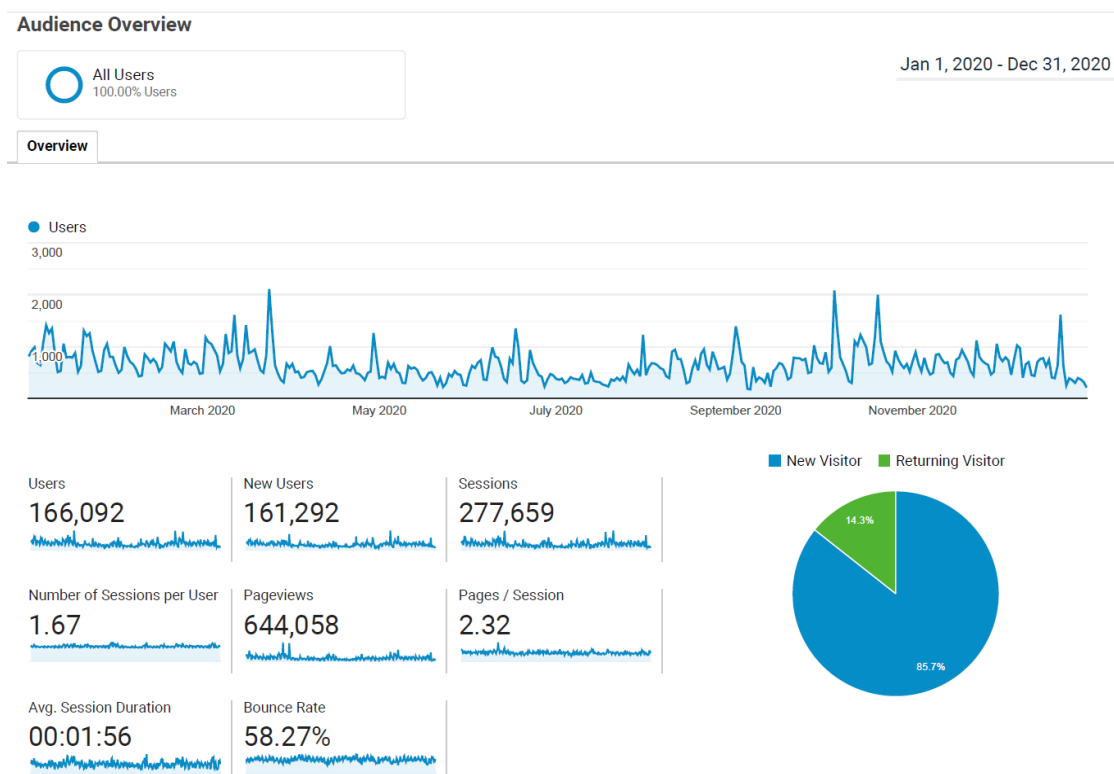 Audience Overview
All Users
100.00% Users
Jan 1, 2020 - Dec 31, 2020
Overview
Users
3,000
2,000
1,000
March 2020
May 2020
July 2020
September 2020
November 2020
New Visitor
Returning Visitor
Users
166,092
New Users
161,292
Sessions
277,659
Number of Sessions per User
1.67
Pageviews
644,058
Pages / Session
2.32
Avg. Session Duration
00:01:56
Bounce Rate
58.27%
14.3%
85.7%